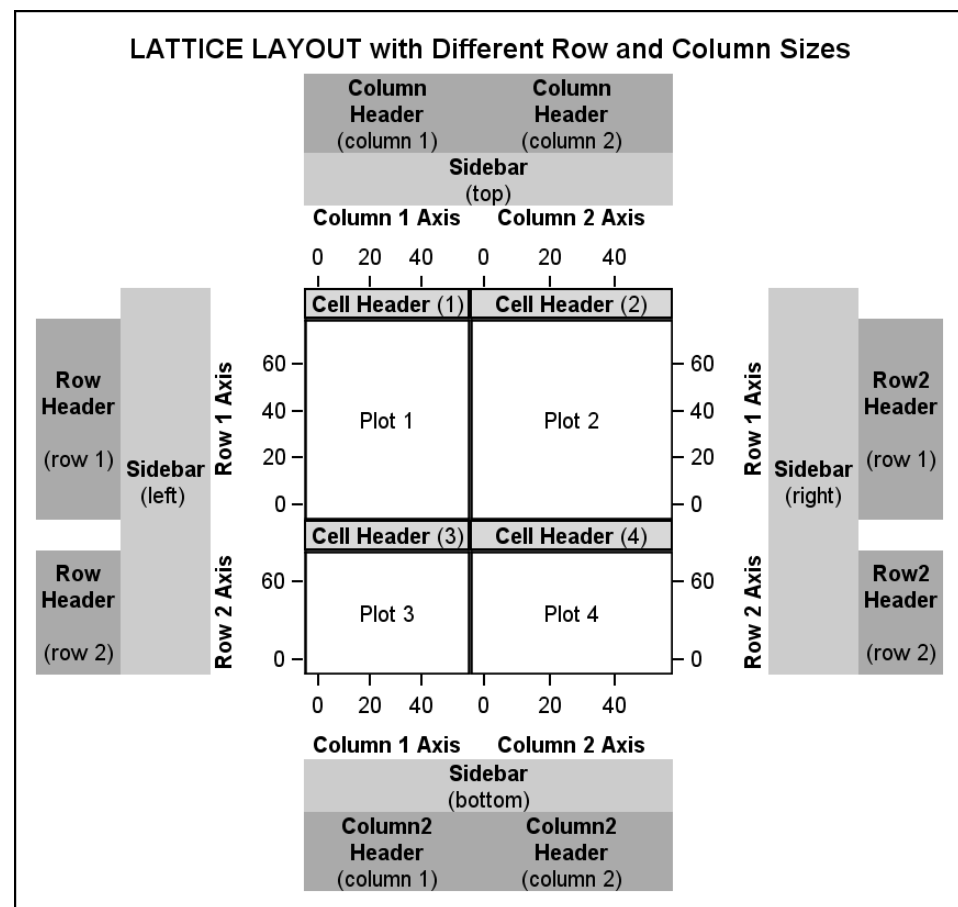 LATTICE LAYOUT with Different Row and Column Sizes
Column Header (column 1)
Column Header (column 2)
Sidebar
(top)
Column 1 Axis Column 2 Axis
0 20 40 0 20 40
Cell Header (1) Cell Header (2)
Row Header (row 1)
Sidebar (left)
Row 1 Axis
60
40
20
0
Plot 1
Plot 2
60
40
20
0
Row 1 Axis
Sidebar (right)
Row2 Header (row 1)
Cell Header (3) Cell Header (4)
Row Header (row 2)
Row 2 Axis
60
0
Plot 3
Plot 4
60
0
Row 2 Axis
Row2 Header (row 2)
0 20 40 0 20 40
Column 1 Axis Column 2 Axis
Sidebar
(bottom)
Column2 Header (column 1)
Column2 Header (column 2)